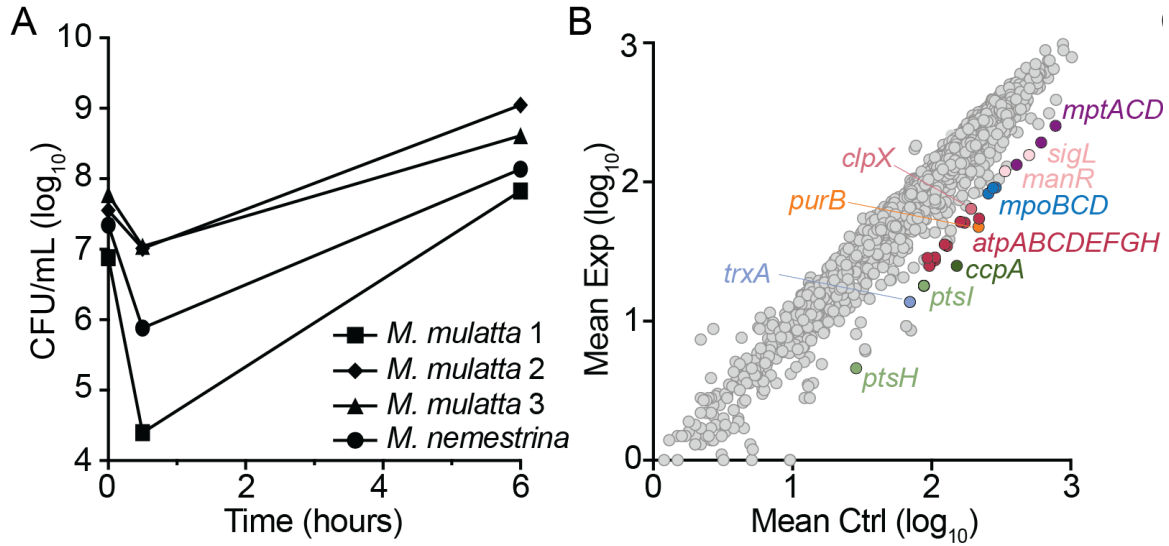 A
CFU/mL (log10)
10
9
8
7
6
5
4
0
2
4
6
Time (hours)
M. mulatta 1
M. mulatta 2
M. mulatta 3
M. nemestrina
B
Mean Exp (log10)
3
2
1
0
0
1
2
3
Mean Ctrl (log10)
mptACD
sigL
manR
clpX
mpoBCD
purB
atpABCDEFGH
ccpA
trxA
ptsI
ptsH